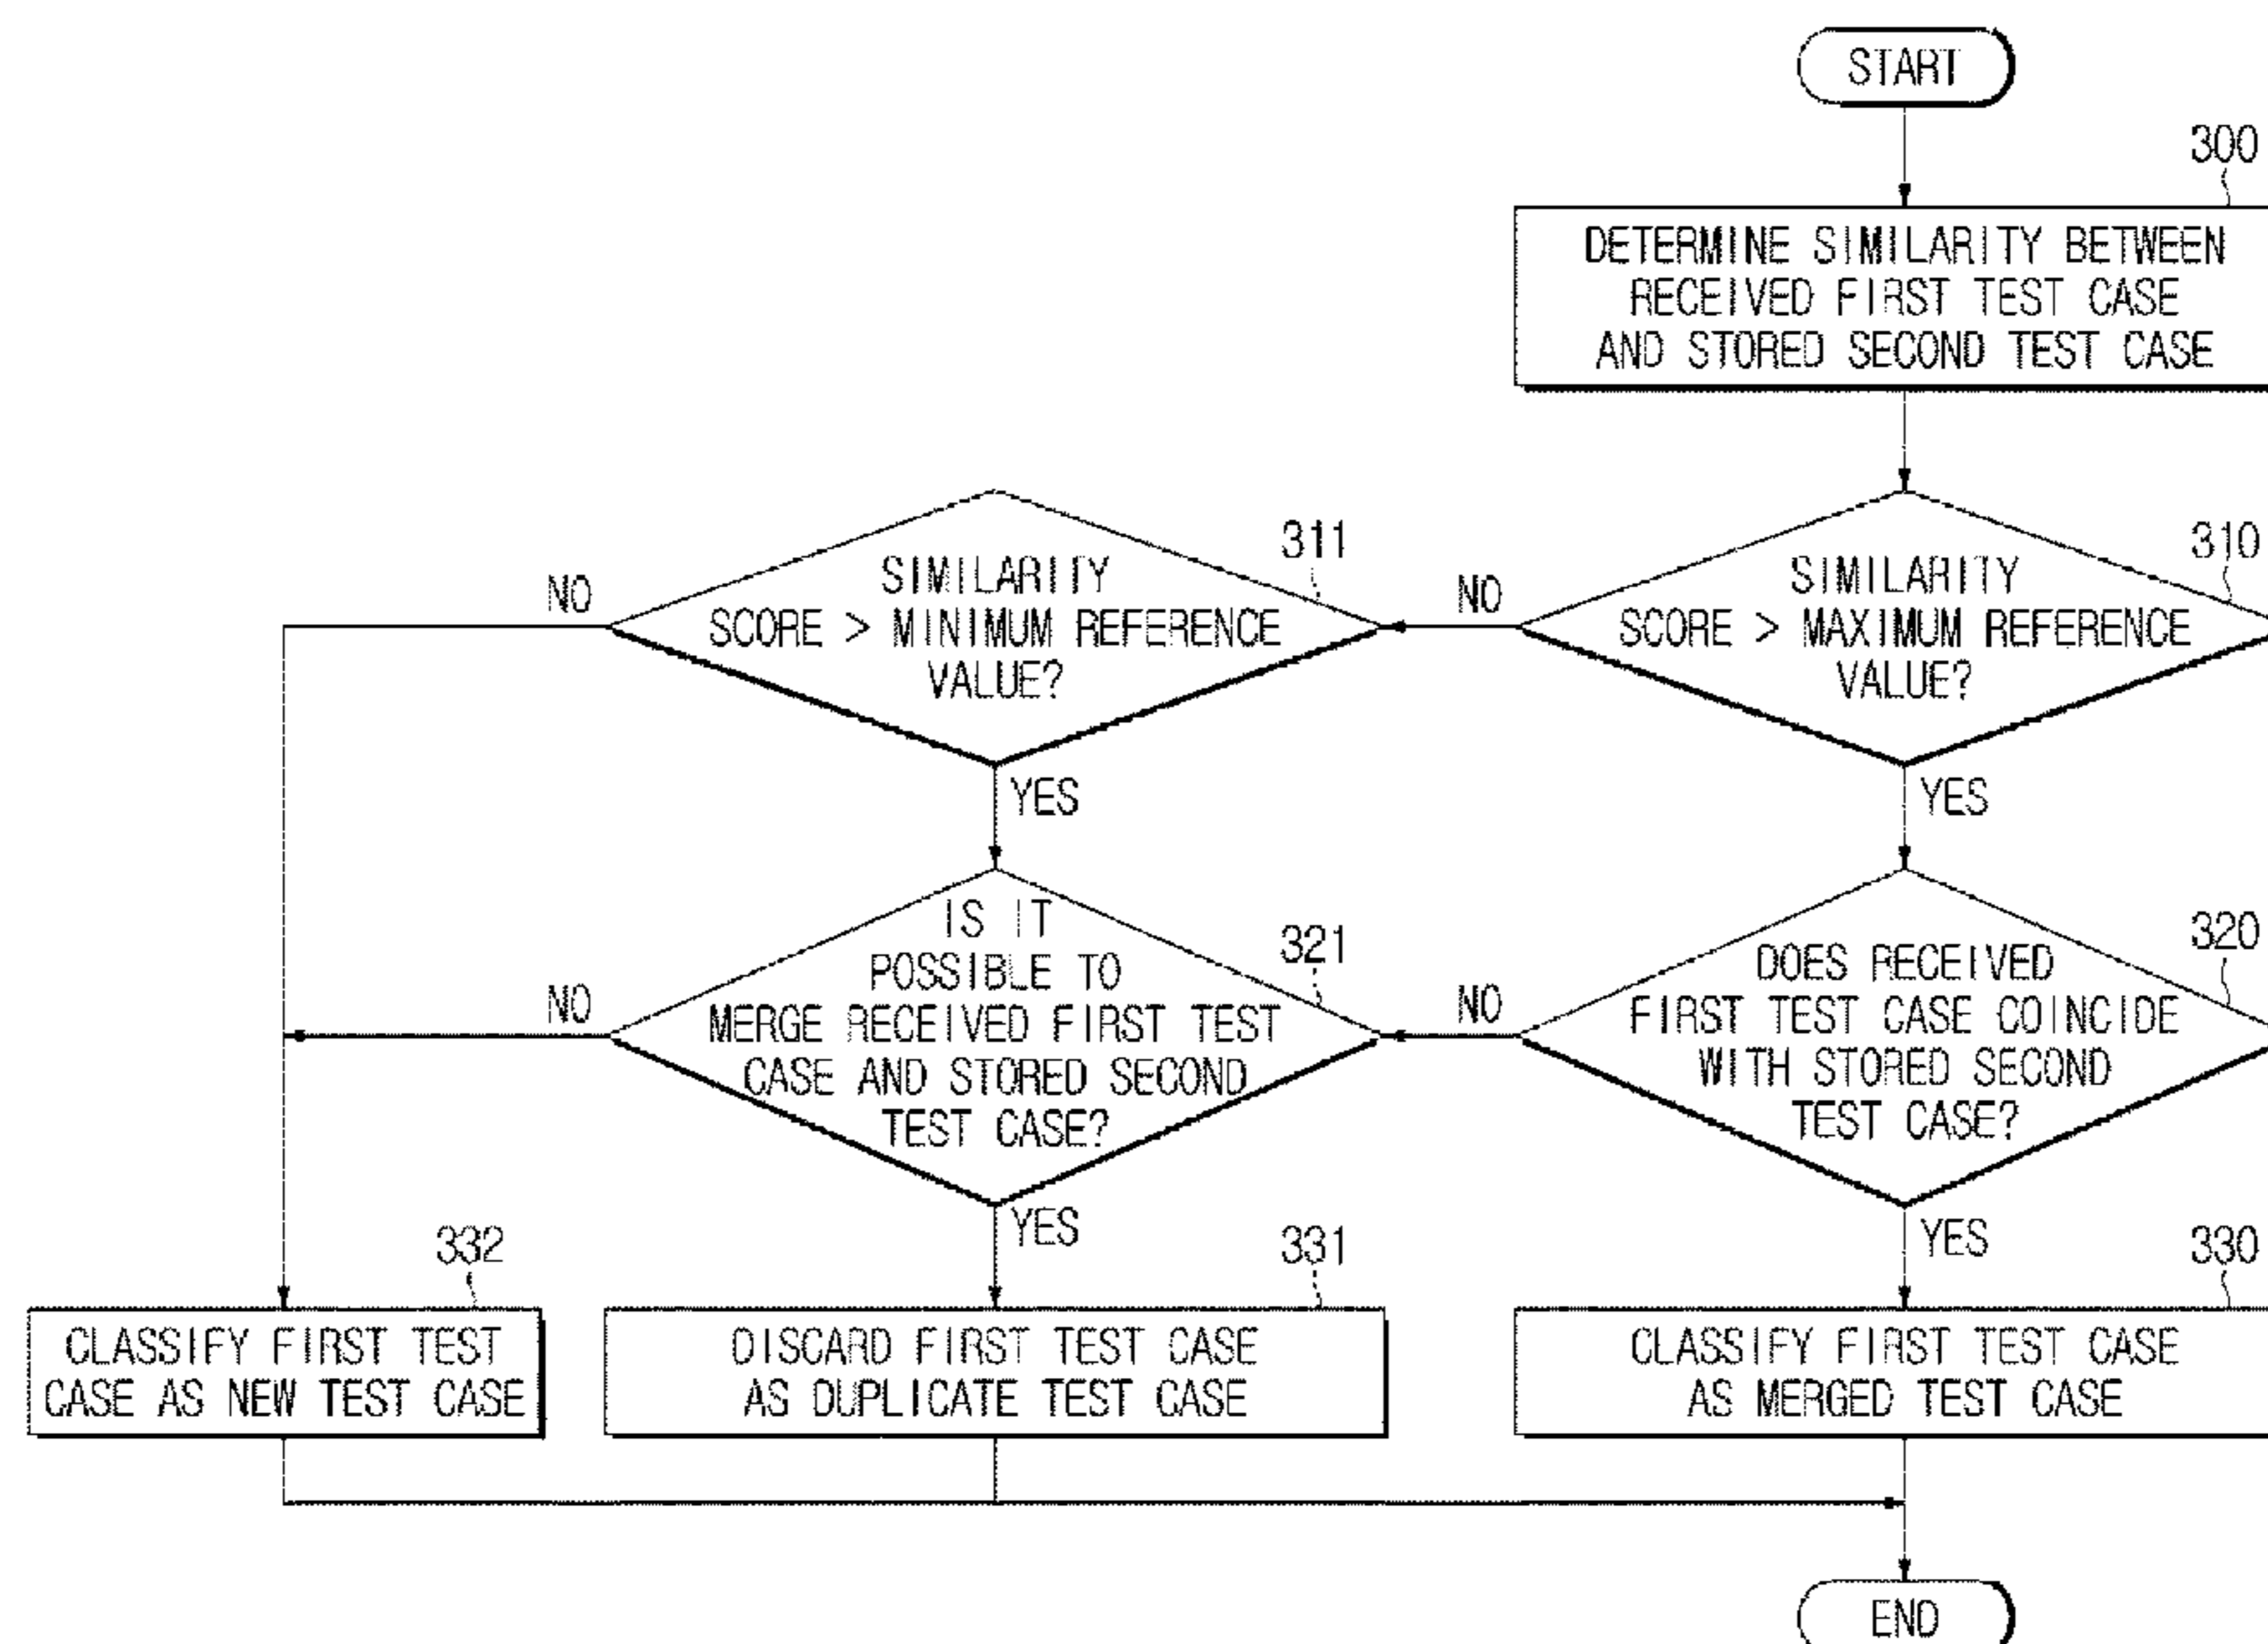 START
300
DETERMINE SIMILARITY BETWEEN
RECEIVED FIRST TEST CASE
AND STORED SECOND TEST CASE
310
SIMILARITY
SCORE > MAXIMUM REFERENCE
VALUE?
NO
YES
311
SIMILARITY
SCORE > MINIMUM REFERENCE
VALUE?
NO
YES
320
DOES RECEIVED
FIRST TEST CASE COINCIDE
WITH STORED SECOND
TEST CASE?
NO
YES
321
IS IT
POSSIBLE TO
MERGE RECEIVED FIRST TEST
CASE AND STORED SECOND
TEST CASE?
NO
YES
332
CLASSIFY FIRST TEST
CASE AS NEW TEST CASE
331
DISCARD FIRST TEST CASE
AS DUPLICATE TEST CASE
330
CLASSIFY FIRST TEST CASE
AS MERGED TEST CASE
END